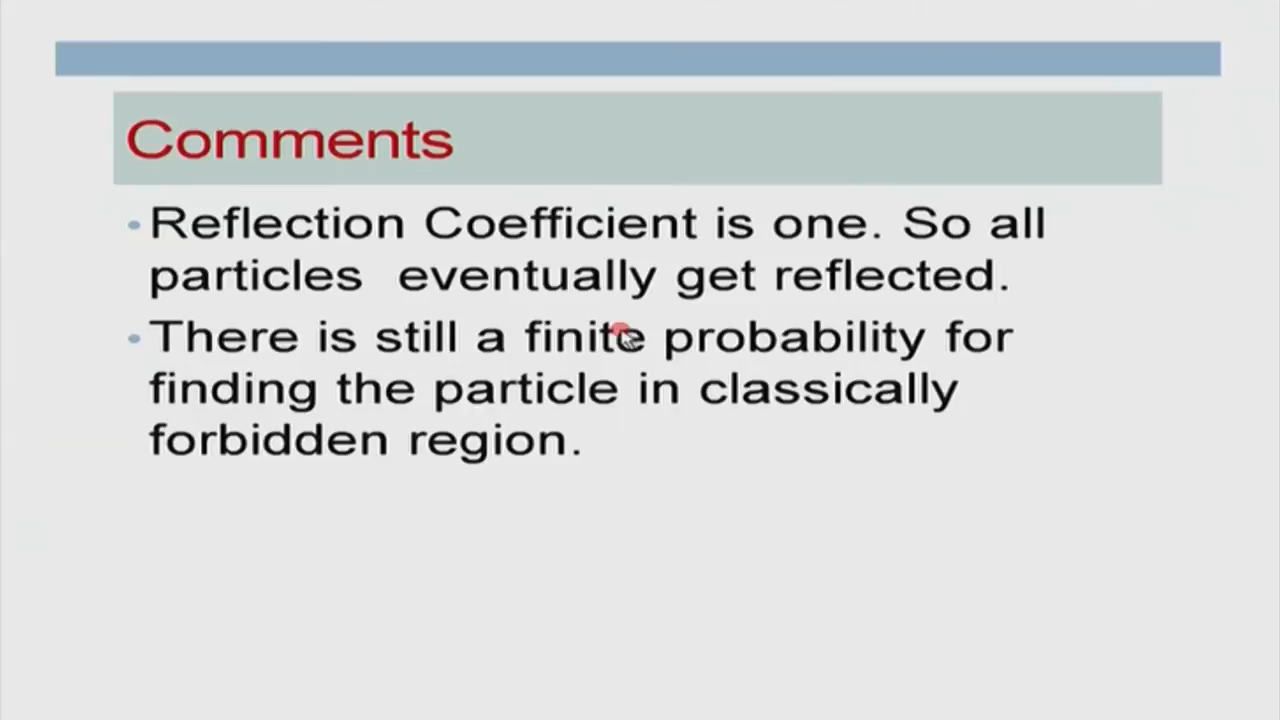 Comments
• Reflection Coefficient is one. So all
particles eventually get reflected.
• There is still a finite probability for
finding the particle in classically
forbidden region.